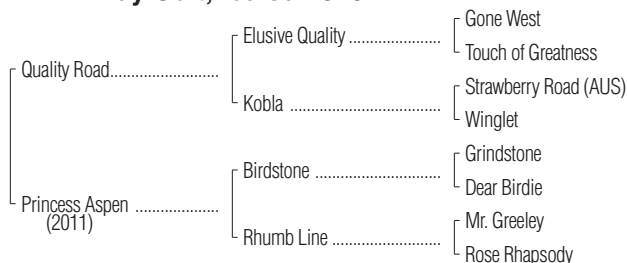 Gone West
Elusive Quality
Touch of Greatness
Quality Road
Strawberry Road (AUS)
Kobla
Winglet
Grindstone
Birdstone
Dear Birdie
Princess Aspen
(2011)
Mr. Greeley
Rhumb Line
Rose Rhapsody